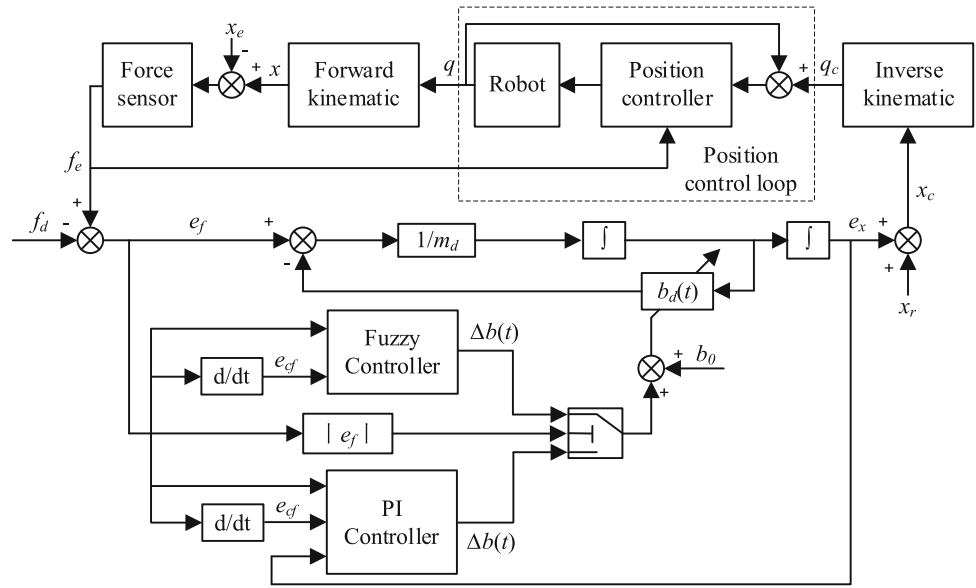 x_e
-
+
x
Force
sensor
Forward
kinematic
q
Robot
Position
controller
+
q_c
Inverse
kinematic
Position
control loop
f_e
x_c
+
f_d
-
e_f
+
-
1/m_d
∫
∫
e_x
+
+
x_r
b_d(t)
Fuzzy
Controller
Δb(t)
d/dt
e_cf
+
b_0
+
| e_f |
PI
Controller
d/dt
e_cf
Δb(t)